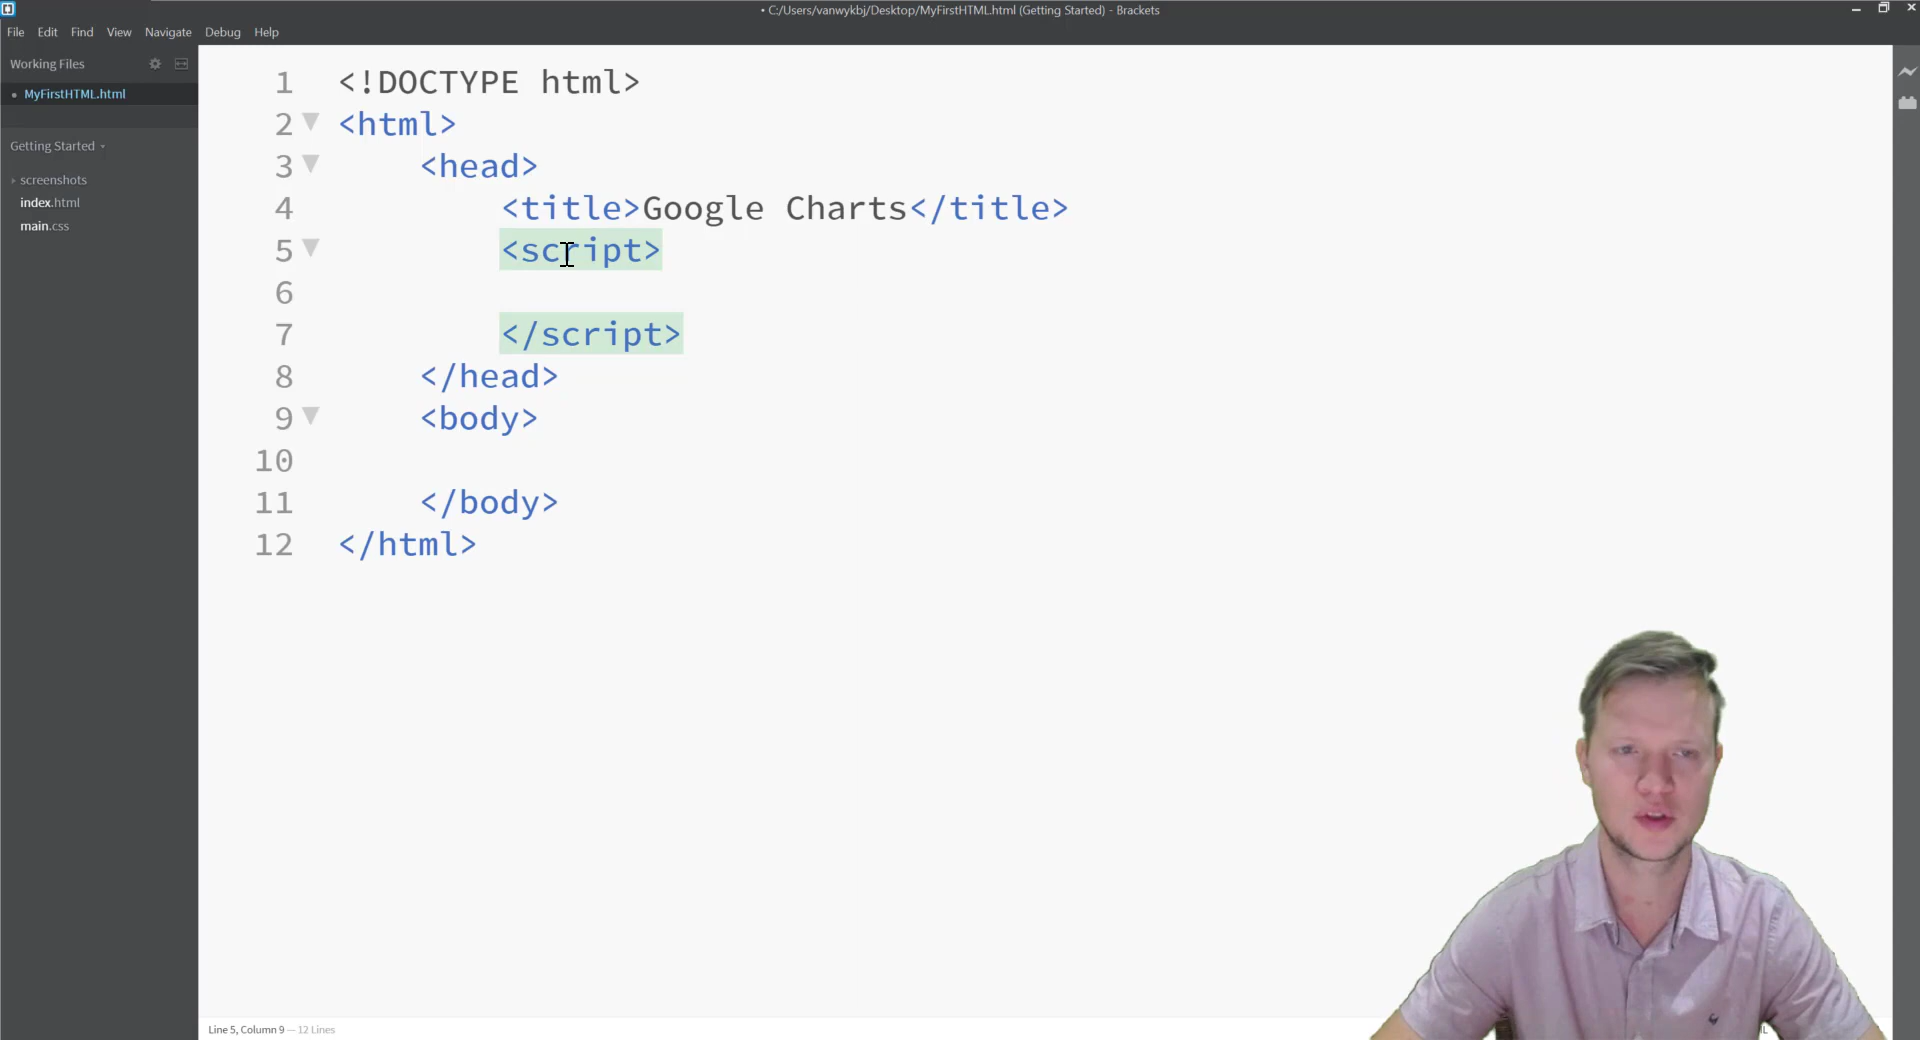 • C:/Users/vanwykbj/Desktop/MyFirstHTML.html (Getting Started) - Brackets
File Edit Find View Navigate Debug Help
Working Files
• MyFirstHTML.html
Getting Started
screenshots
index.html
main.css
1 <!DOCTYPE html>
2 <html>
3 <head>
4 <title>Google Charts</title>
5 <script>
6
7 </script>
8 </head>
9 <body>
10
11 </body>
12 </html>
Line 5, Column 9 — 12 Lines